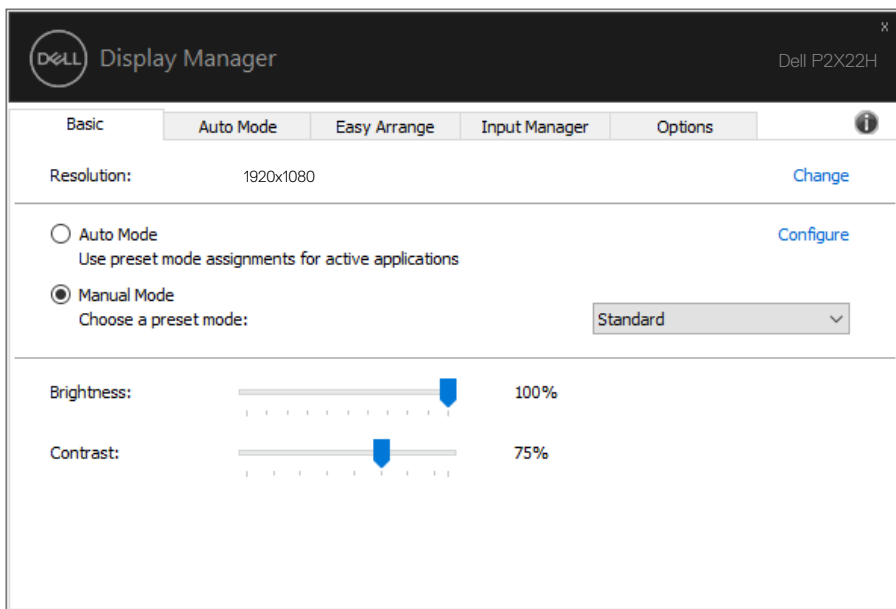 x
DELL Display Manager
Dell P2X22H
Basic Auto Mode Easy Arrange Input Manager Options i
Resolution: 1920x1080 Change
Auto Mode Configure
Use preset mode assignments for active applications
Manual Mode
Choose a preset mode: Standard
Brightness: 100%
Contrast: 75%